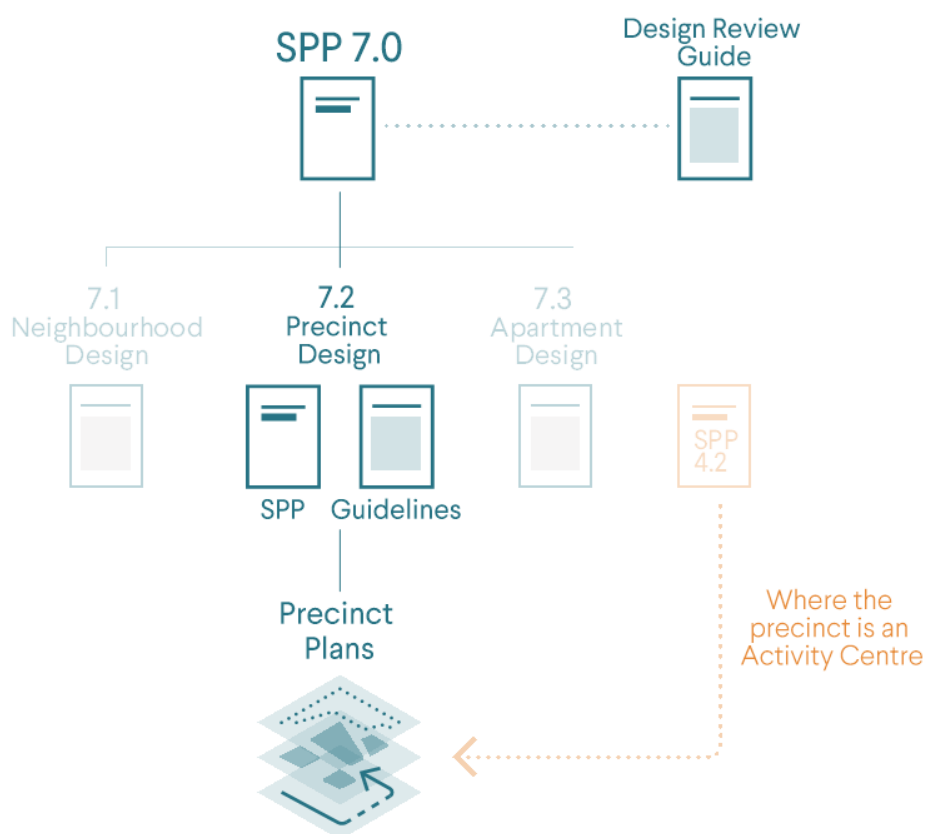 SPP 7.0
Design Review
Guide
7.1
Neighbourhood
Design
7.2
Precinct
Design
7.3
Apartment
Design
SPP
4.2
SPP
Guidelines
Precinct
Plans
Where the
precinct is an
Activity Centre